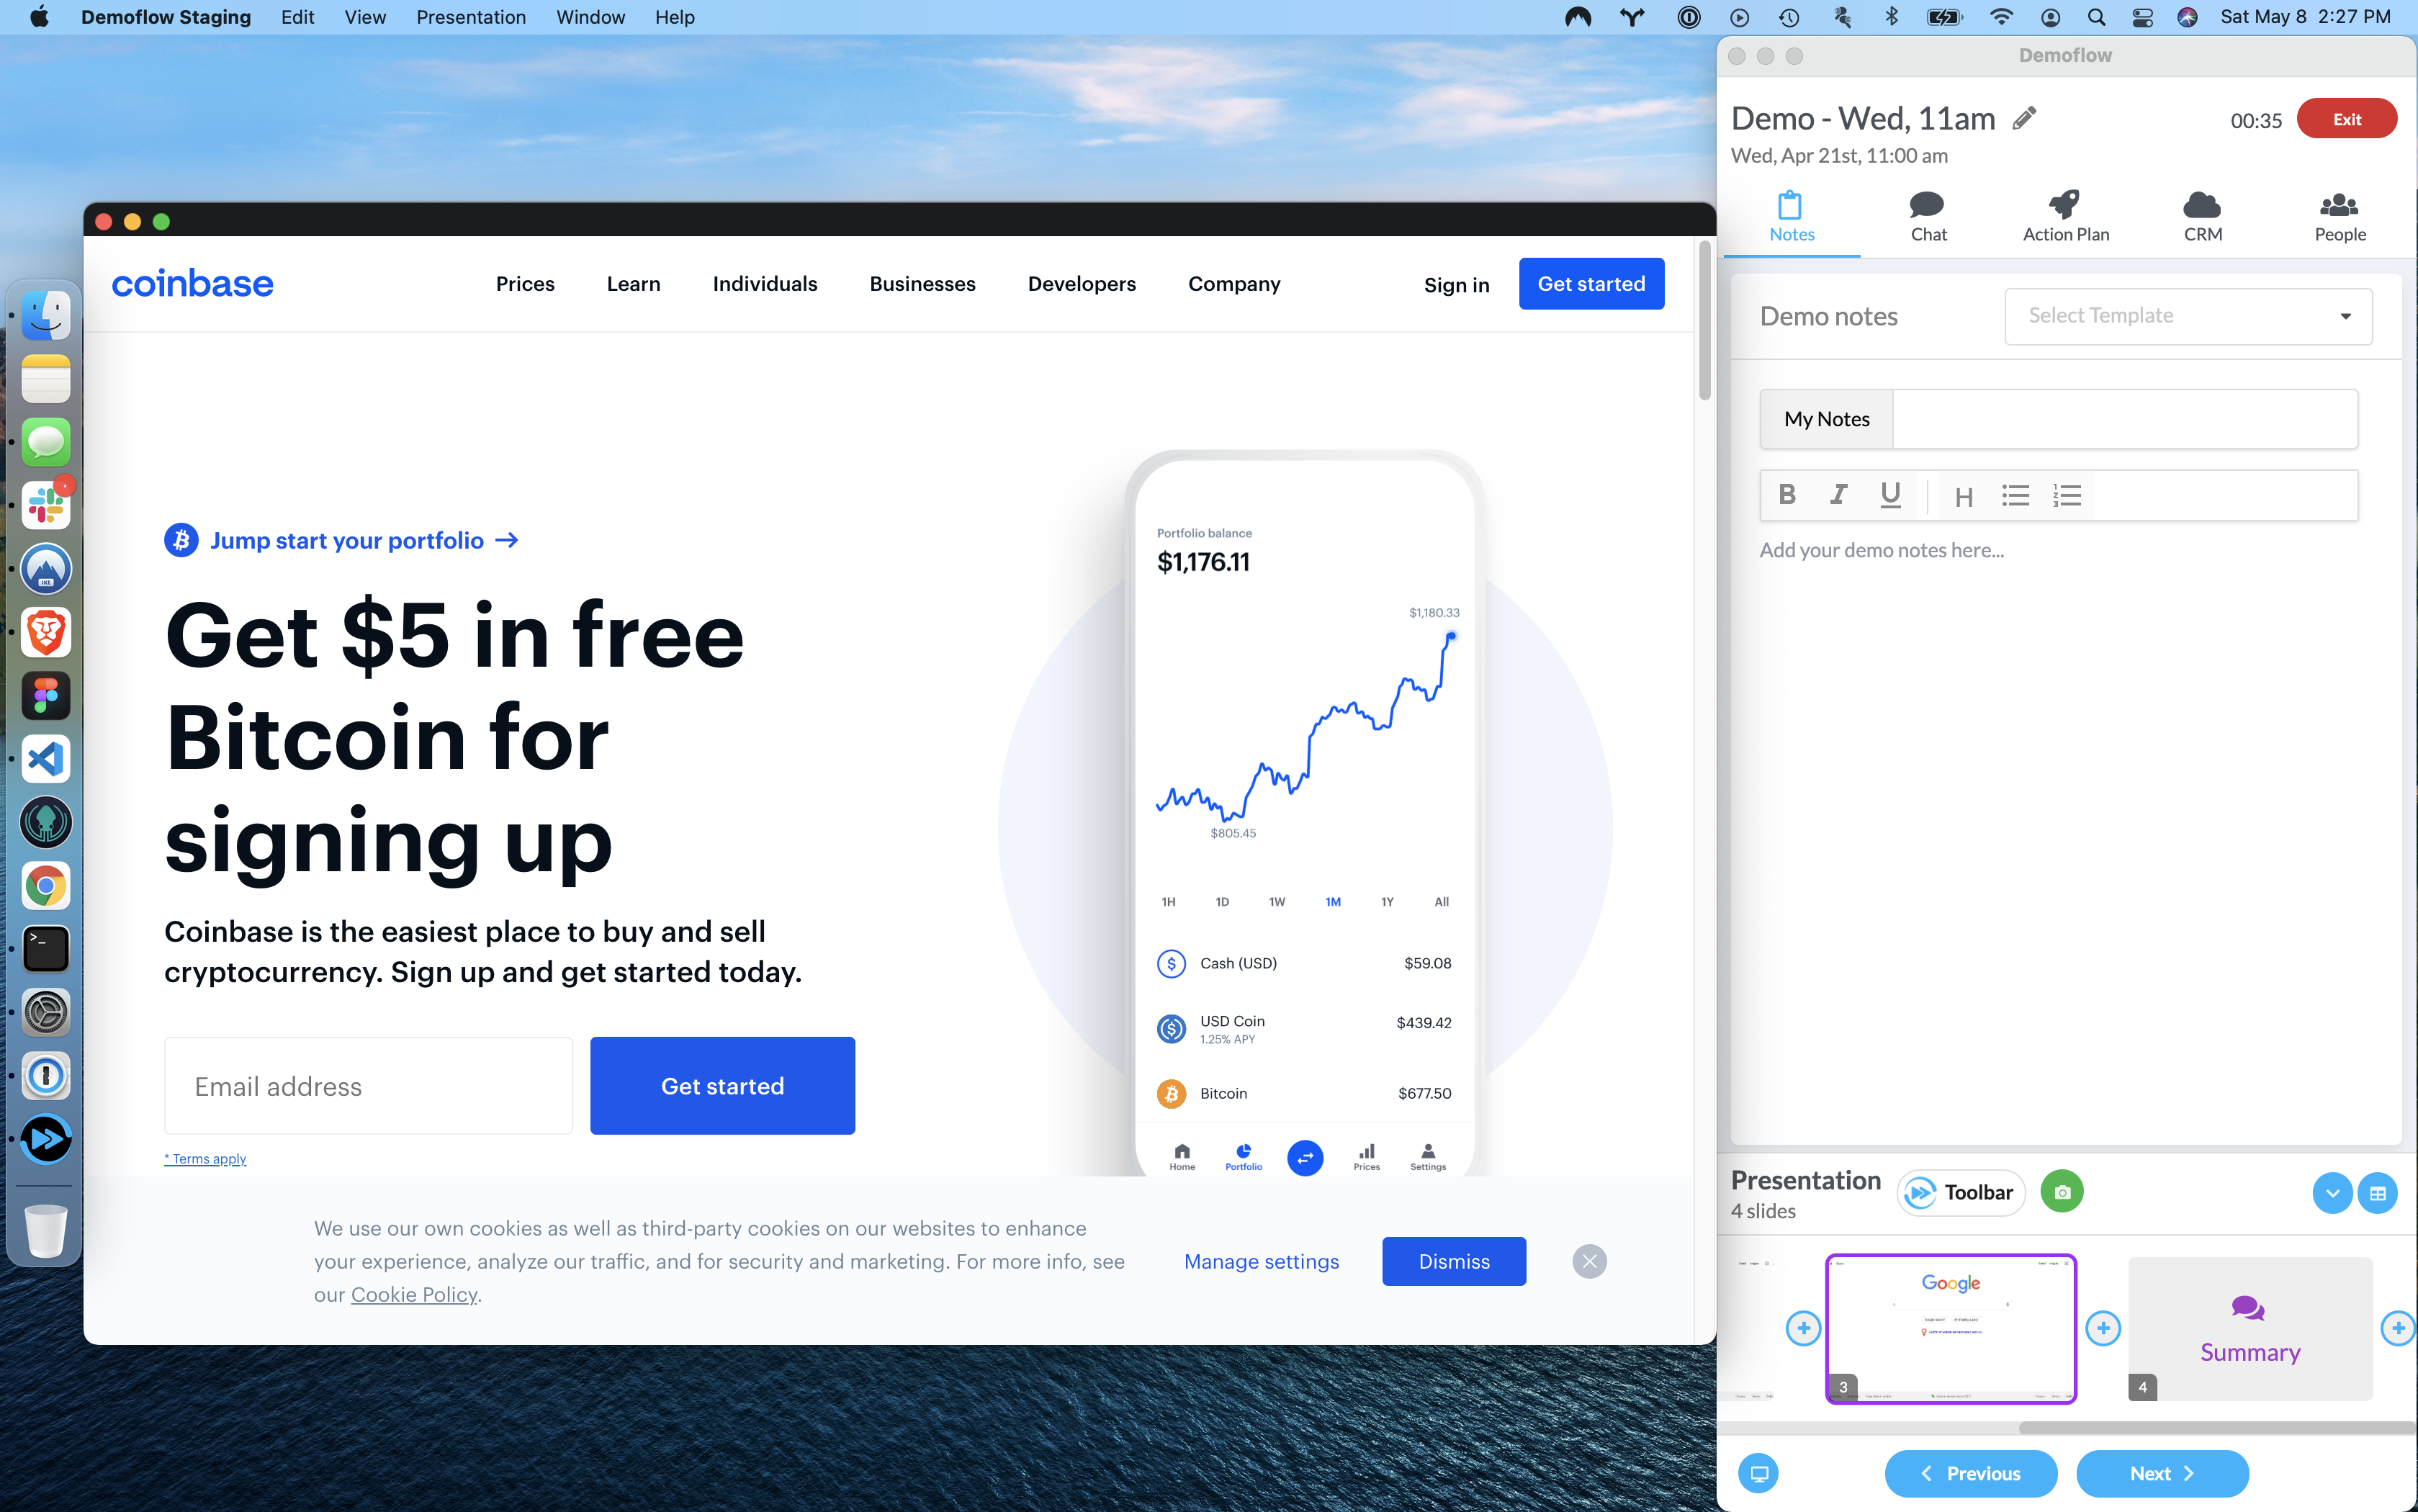 Demoflow Staging Edit View Presentation Window Help
Sat May 8 2:27 PM
coinbase
Prices Learn Individuals Businesses Developers Company
Sign in Get started
Jump start your portfolio →
Get $5 in free
Bitcoin for
signing up
Coinbase is the easiest place to buy and sell
cryptocurrency. Sign up and get started today.
Email address Get started
* Terms apply
Portfolio balance
$1,176.11
$1,180.33
$805.45
1H 1D 1W 1M 1Y All
Cash (USD) $59.08
USD Coin $439.42
1.25% APY
Bitcoin $677.50
Home Portfolio Prices Settings
We use our own cookies as well as third-party cookies on our websites to enhance
your experience, analyze our traffic, and for security and marketing. For more info, see
our Cookie Policy.
Manage settings Dismiss
Demoflow
Demo - Wed, 11am 00:35 Exit
Wed, Apr 21st, 11:00 am
Notes Chat Action Plan CRM People
Demo notes Select Template
My Notes
B I U H
Add your demo notes here...
Presentation Toolbar
4 slides
Google
3
Summary
4
Previous Next